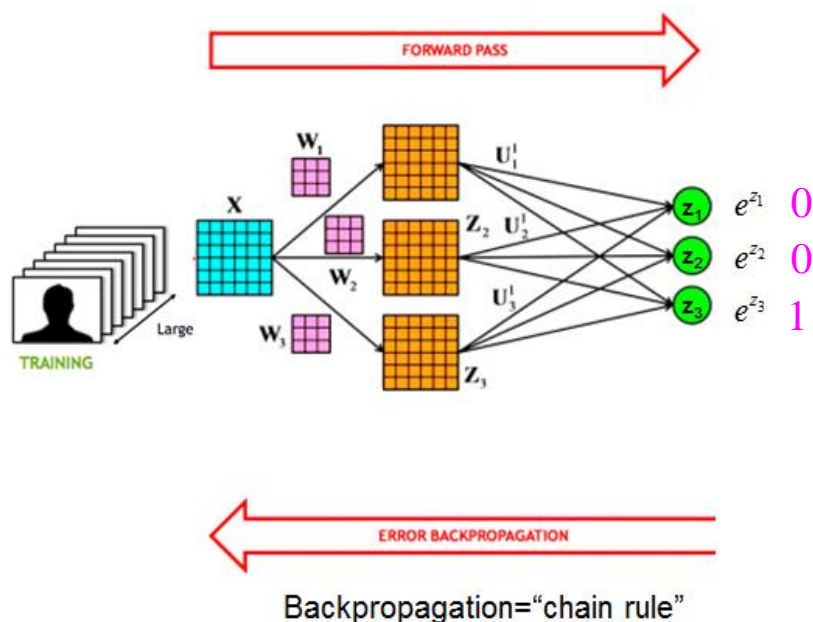 FORWARD PASS
W₁
X
U₁¹
z₁ e^{z₁} 0
Z₂ U₂¹
W₂
z₂ e^{z₂} 0
U₃¹
z₃ e^{z₃} 1
Large
W₃
TRAINING
Z₃
ERROR BACKPROPAGATION
Backpropagation=“chain rule”